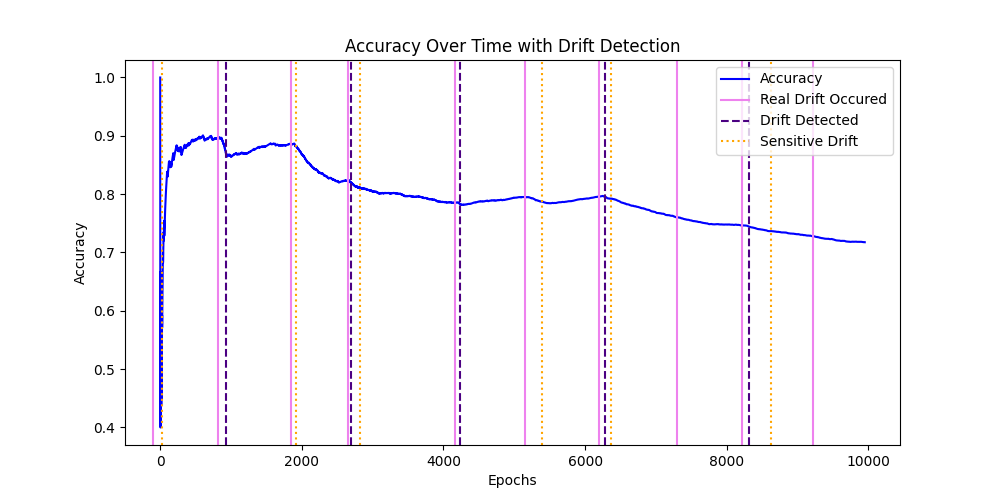 Accuracy Over Time with Drift Detection
Accuracy
Real Drift Occured
Drift Detected
Sensitive Drift
1.0
0.9
0.8
0.7
0.6
0.5
0.4
Accuracy
0
2000
4000
6000
8000
10000
Epochs